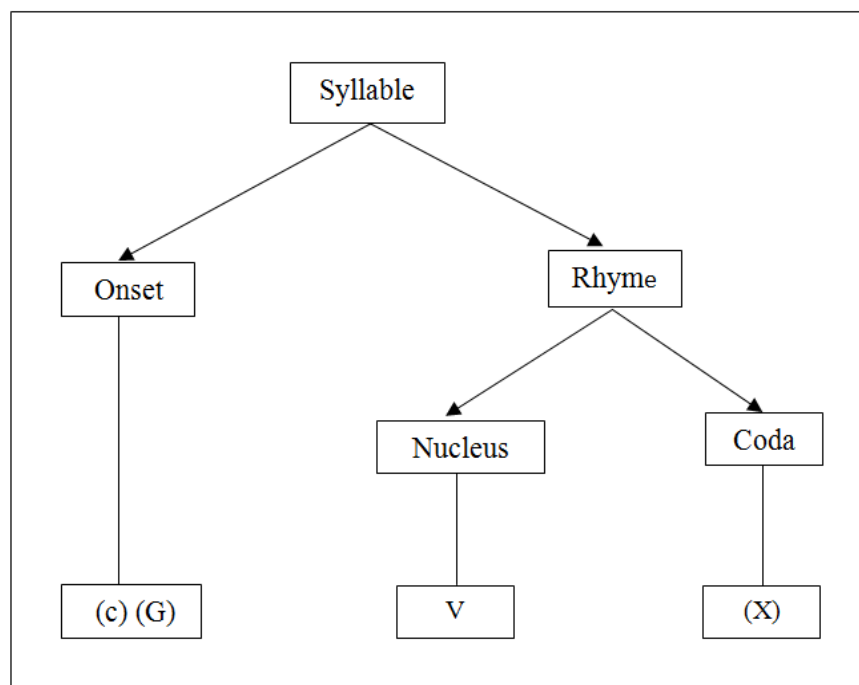 Syllable
Onset
Rhyme
Nucleus
Coda
(c) (G)
V
(X)